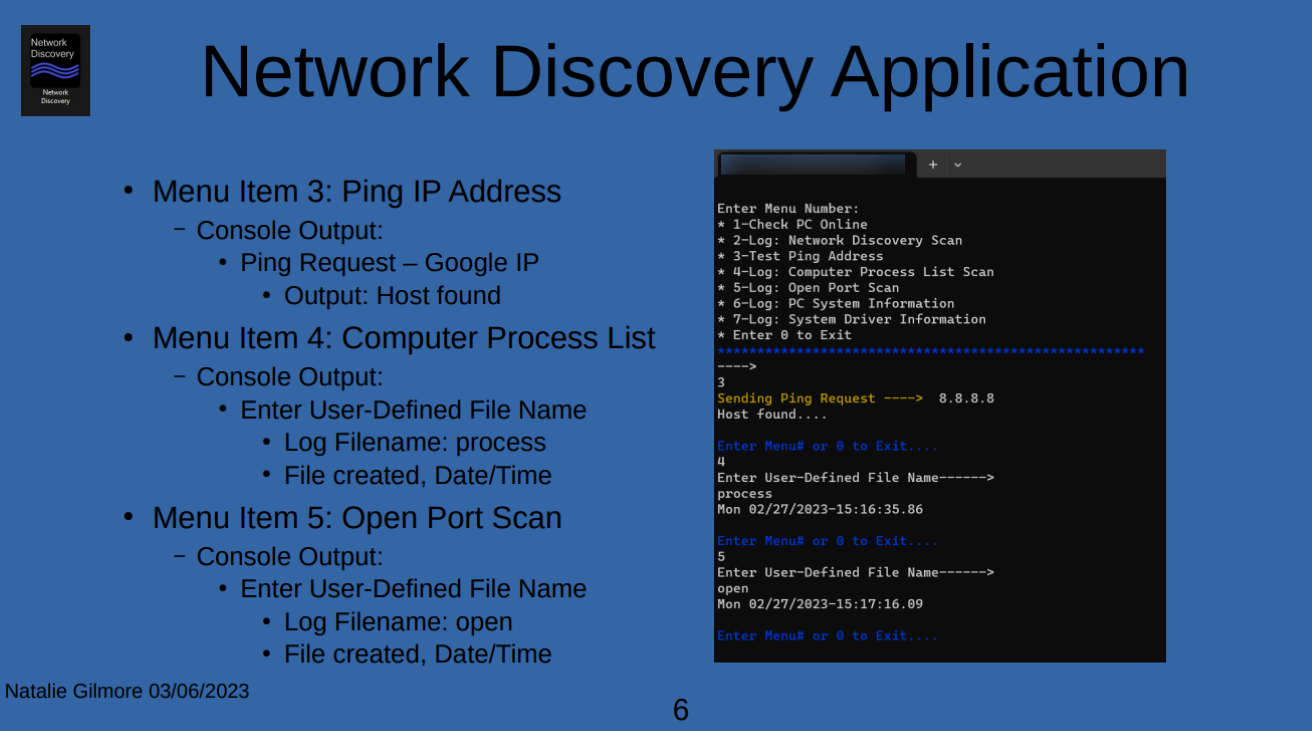 Network
Discovery
Network
Discovery
Network Discovery Application
• Menu Item 3: Ping IP Address
– Console Output:
• Ping Request – Google IP
• Output: Host found
• Menu Item 4: Computer Process List
– Console Output:
• Enter User-Defined File Name
• Log Filename: process
• File created, Date/Time
• Menu Item 5: Open Port Scan
– Console Output:
• Enter User-Defined File Name
• Log Filename: open
• File created, Date/Time
Enter Menu Number:
* 1-Check PC Online
* 2-Log: Network Discovery Scan
* 3-Test Ping Address
* 4-Log: Computer Process List Scan
* 5-Log: Open Port Scan
* 6-Log: PC System Information
* 7-Log: System Driver Information
* Enter 0 to Exit
******************************************************
---->
3
Sending Ping Request ----> 8.8.8.8
Host found....
Enter Menu# or 0 to Exit....
4
Enter User-Defined File Name------>
process
Mon 02/27/2023-15:16:35.86
Enter Menu# or 0 to Exit....
5
Enter User-Defined File Name------>
open
Mon 02/27/2023-15:17:16.09
Enter Menu# or 0 to Exit....
Natalie Gilmore 03/06/2023
6